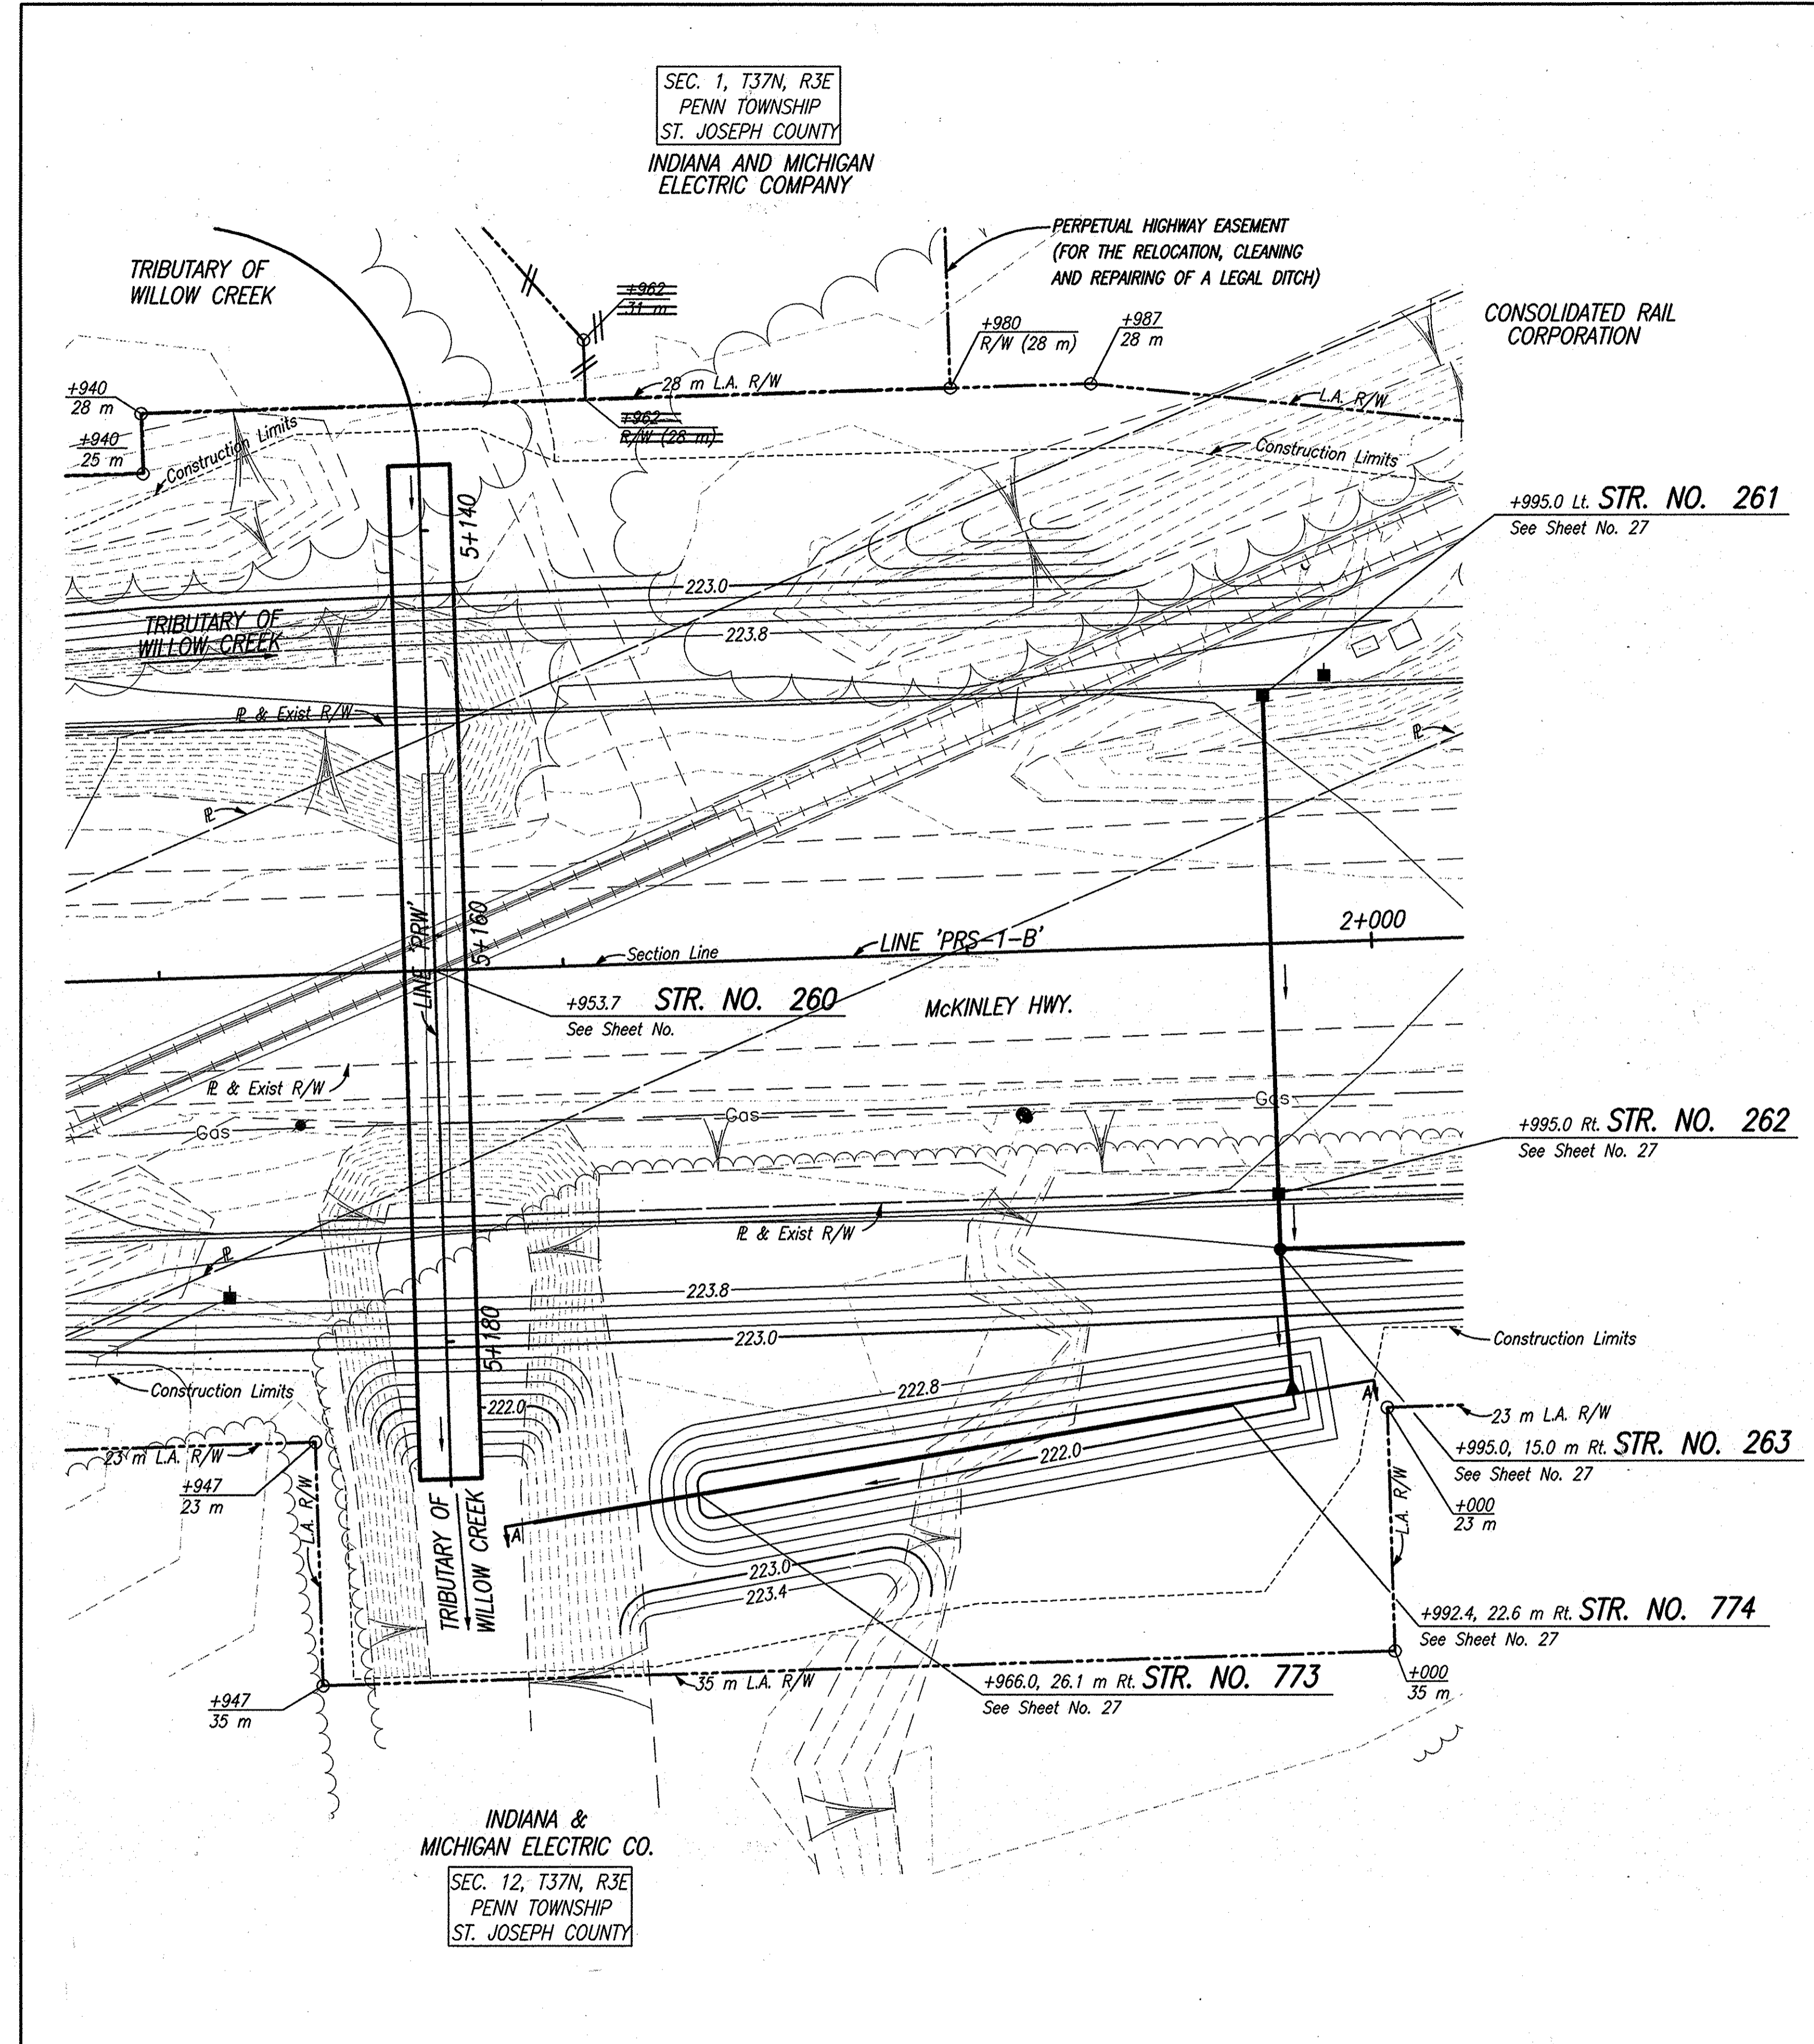 SEC. 1, T37N, R3E
PENN TOWNSHIP
ST. JOSEPH COUNTY
INDIANA AND MICHIGAN
ELECTRIC COMPANY
PERPETUAL HIGHWAY EASEMENT
(FOR THE RELOCATION, CLEANING
AND REPAIRING OF A LEGAL DITCH)
TRIBUTARY OF
WILLOW CREEK
+962
31 m
+980
R/W (28 m)
+987
28 m
CONSOLIDATED RAIL
CORPORATION
+940
28 m
28 m L.A. R/W
L.A. R/W
+962
R/W (28 m)
+940
25 m
Construction Limits
Construction Limits
5+140
+995.0 Lt. STR. NO. 261
See Sheet No. 27
223.0
TRIBUTARY OF
WILLOW CREEK
223.8
PL & Exist R/W
PL
PL
5+160
LINE 'PRW'
2+000
LINE 'PRS-1-B'
Section Line
+953.7 STR. NO. 260
See Sheet No.
McKINLEY HWY.
PL & Exist R/W
Gas
Gas
Gas
+995.0 Rt. STR. NO. 262
See Sheet No. 27
PL & Exist R/W
PL
223.8
223.0
5+180
Construction Limits
Construction Limits
222.8
222.0
A
23 m L.A. R/W
+995.0, 15.0 m Rt. STR. NO. 263
See Sheet No. 27
23 m L.A. R/W
222.0
+947
23 m
L.A. R/W
+000
23 m
L.A. R/W
TRIBUTARY OF
WILLOW CREEK
A
223.0
223.4
+992.4, 22.6 m Rt. STR. NO. 774
See Sheet No. 27
35 m L.A. R/W
+966.0, 26.1 m Rt. STR. NO. 773
See Sheet No. 27
+000
35 m
+947
35 m
INDIANA &
MICHIGAN ELECTRIC CO.
SEC. 12, T37N, R3E
PENN TOWNSHIP
ST. JOSEPH COUNTY